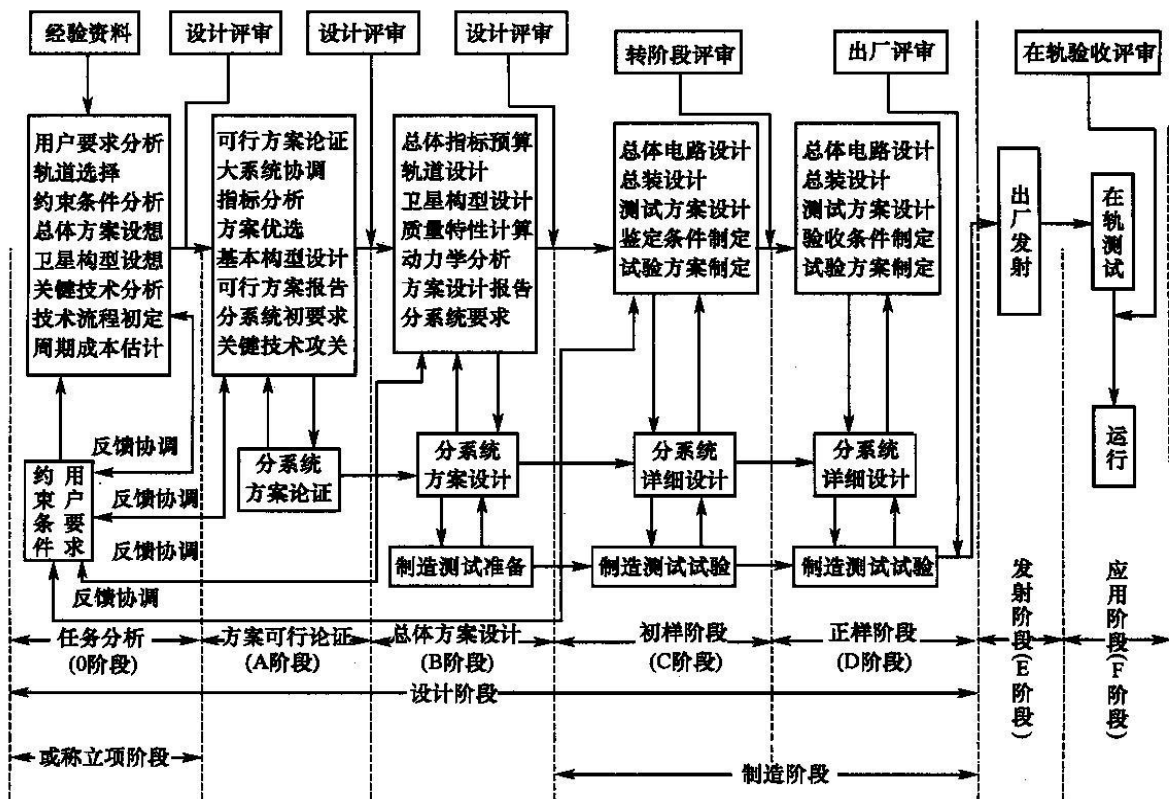 经验资料
设计评审
设计评审
设计评审
转阶段评审
出厂评审
在轨验收评审
用户要求分析
轨道选择
约束条件分析
总体方案设想
卫星构型设想
关键技术分析
技术流程初定
周期成本估计
可行方案论证
大系统协调
指标分析
方案优选
基本构型设计
可行方案报告
分系统初要求
关键技术攻关
总体指标预算
轨道设计
卫星构型设计
质量特性计算
动力学分析
方案设计报告
分系统要求
总体电路设计
总装设计
测试方案设计
鉴定条件制定
试验方案制定
总体电路设计
总装设计
测试方案设计
验收条件制定
试验方案制定
出厂发射
在轨测试
运行
反馈协调
反馈协调
反馈协调
反馈协调
用户要求
约束条件
分系统
方案论证
分系统
方案设计
分系统
详细设计
分系统
详细设计
制造测试准备
制造测试试验
制造测试试验
任务分析
(0阶段)
方案可行论证
(A阶段)
总体方案设计
(B阶段)
初样阶段
(C阶段)
正样阶段
(D阶段)
发射阶段(E阶段)
应用阶段(F阶段)
设计阶段
或称立项阶段
制造阶段